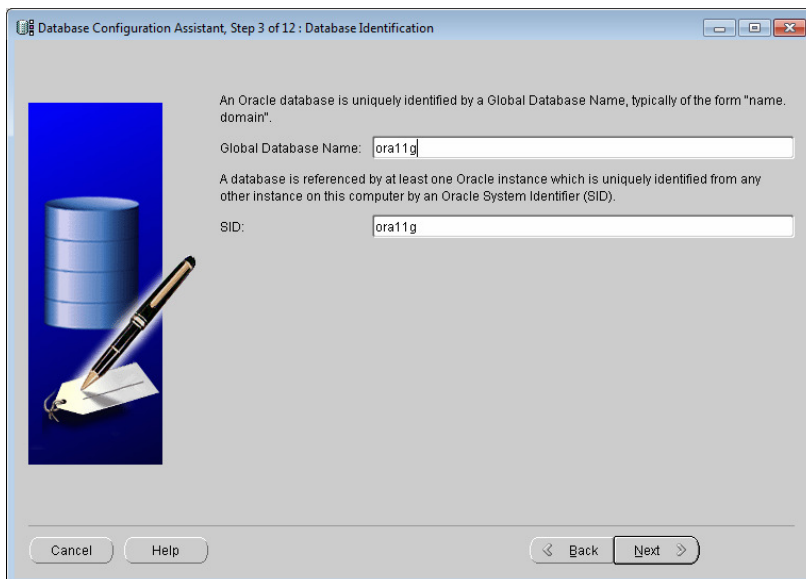 Database Configuration Assistant, Step 3 of 12 : Database Identification
An Oracle database is uniquely identified by a Global Database Name, typically of the form "name.
domain".
Global Database Name: ora11g
A database is referenced by at least one Oracle instance which is uniquely identified from any
other instance on this computer by an Oracle System Identifier (SID).
SID: ora11g
Cancel Help Back Next